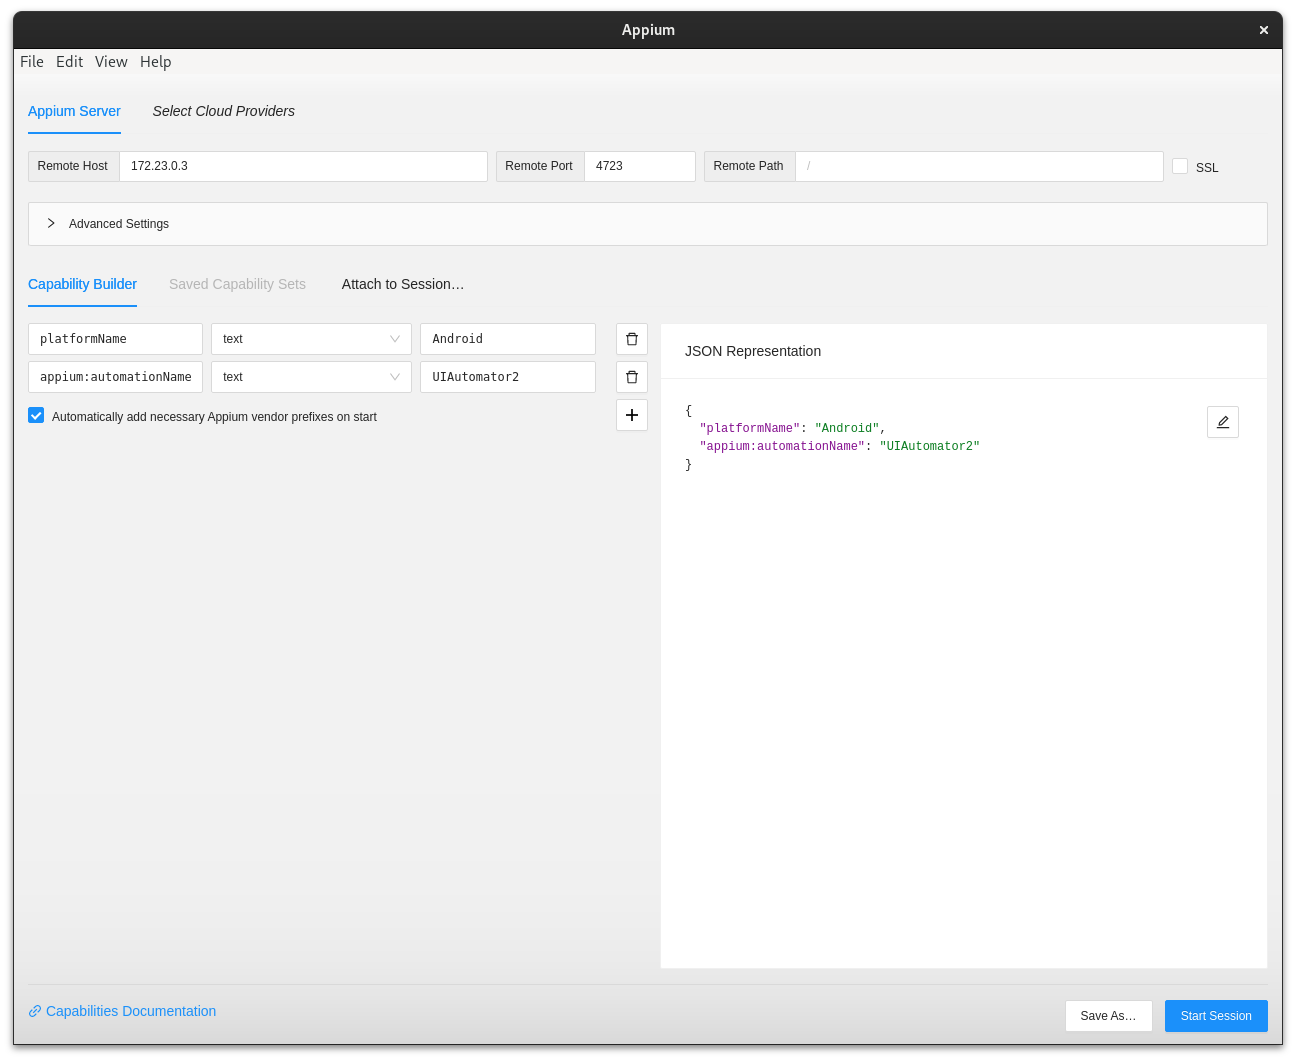 Appium
File Edit View Help
Appium Server Select Cloud Providers
Remote Host 172.23.0.3 Remote Port 4723 Remote Path / SSL
Advanced Settings
Capability Builder Saved Capability Sets Attach to Session…
platformName text Android
appium:automationName text UIAutomator2
Automatically add necessary Appium vendor prefixes on start
JSON Representation
{
"platformName": "Android",
"appium:automationName": "UIAutomator2"
}
Capabilities Documentation
Save As… Start Session